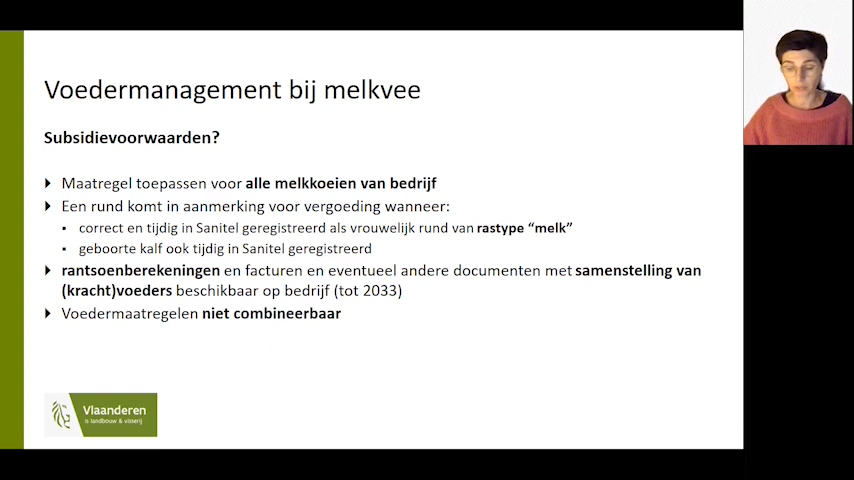 Voedermanagement bij melkvee
Subsidievoorwaarden?
Maatregel toepassen voor alle melkkoeien van bedrijf
Een rund komt in aanmerking voor vergoeding wanneer:
correct en tijdig in Sanitel geregistreerd als vrouwelijk rund van rastype “melk”
geboorte kalf ook tijdig in Sanitel geregistreerd
rantsoenberekeningen en facturen en eventueel andere documenten met samenstelling van
(kracht)voeders beschikbaar op bedrijf (tot 2033)
Voedermaatregelen niet combineerbaar
Vlaanderen
is landbouw & visserij